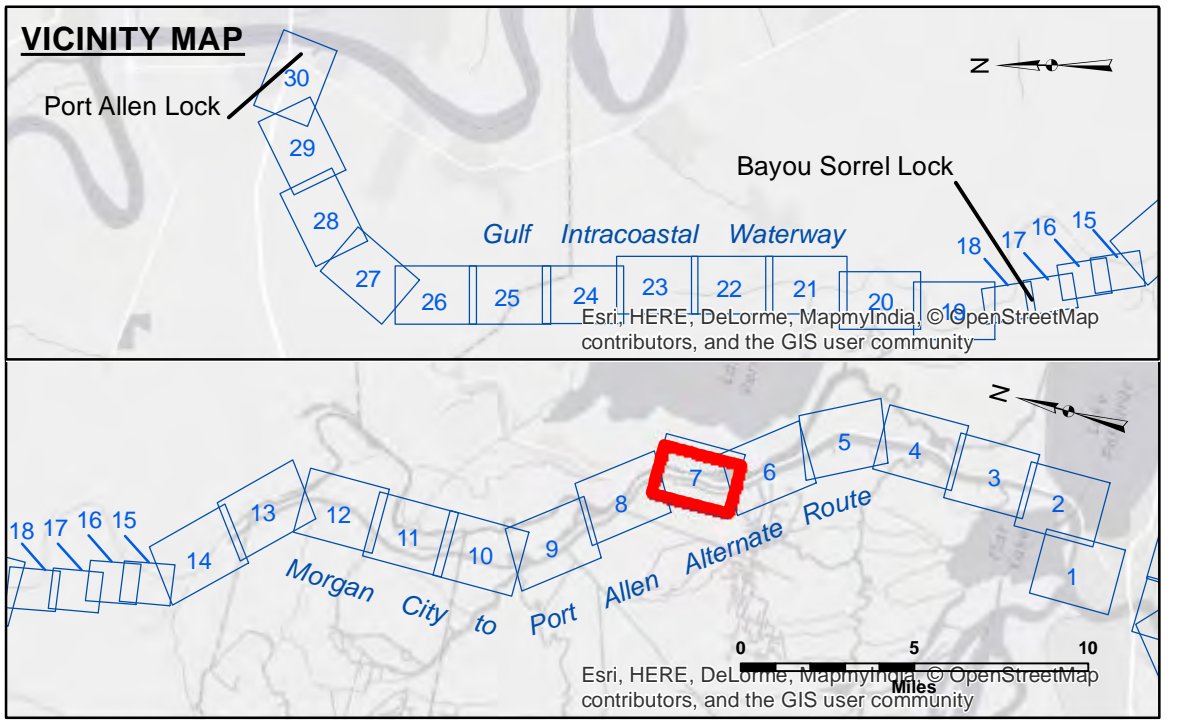 VICINITY MAP
N
30
Port Allen Lock
29
Bayou Sorrel Lock
28
Gulf Intracoastal Waterway
18 17 16 15
27
26 25 24 23 22 21 20 19
Esri, HERE, DeLorme, MapmyIndia, © OpenStreetMap
contributors, and the GIS user community
N
5 4 3 2 1
18 17 16 15
14 13 12 11 10 9 8 7 6
Morgan City to Port Allen Alternate Route
0 5 10
Miles
Esri, HERE, DeLorme, MapmyIndia, © OpenStreetMap
contributors, and the GIS user community